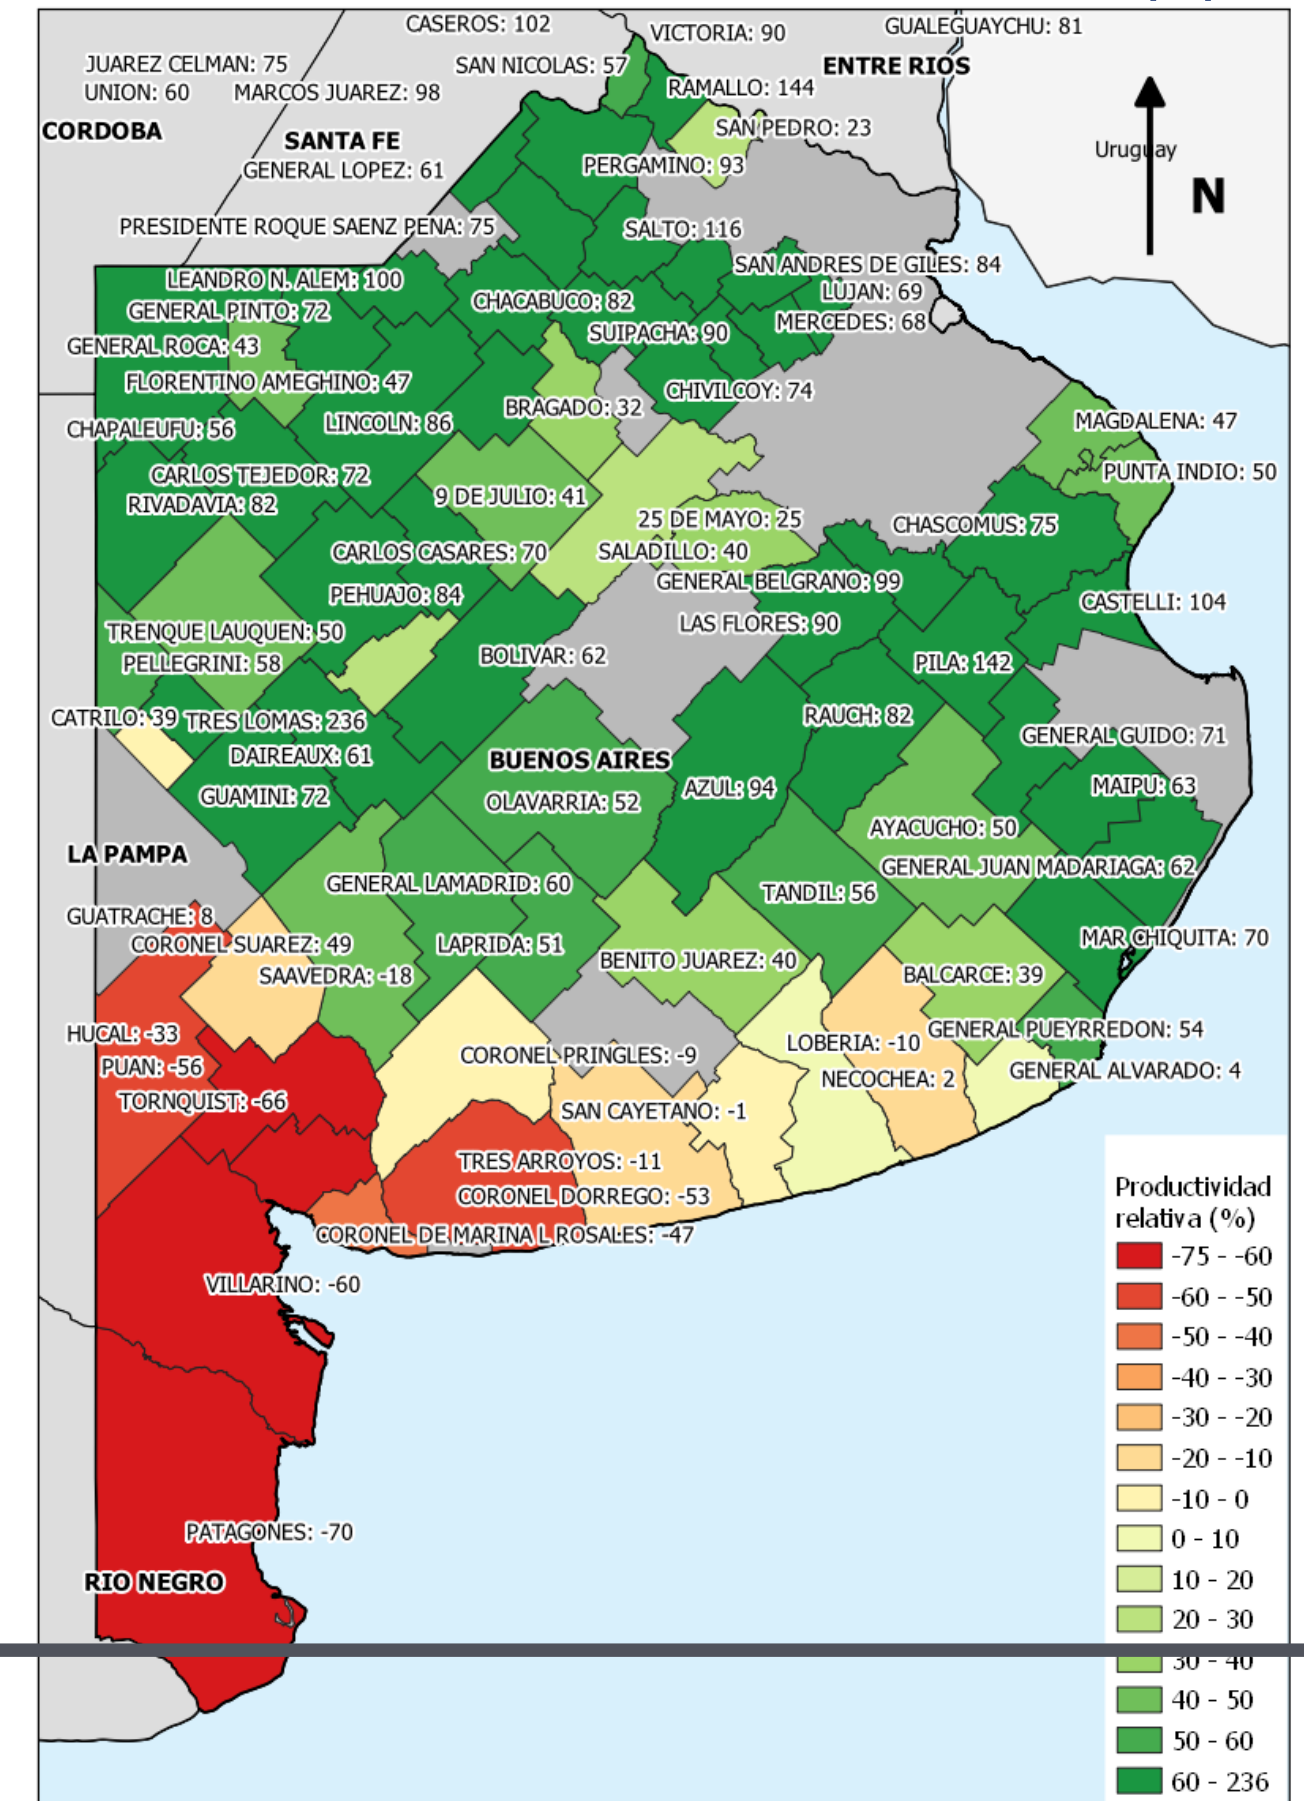 CASEROS: 102
VICTORIA: 90
GUALEGUAYCHU: 81
JUAREZ CELMAN: 75
SAN NICOLAS: 57
ENTRE RIOS
UNION: 60
MARCOS JUAREZ: 98
RAMALLO: 144
CORDOBA
SANTA FE
SAN PEDRO: 23
Uruguay
GENERAL LOPEZ: 61
PERGAMINO: 93
N
PRESIDENTE ROQUE SAENZ PENA: 75
SALTO: 116
SAN ANDRES DE GILES: 84
LEANDRO N. ALEM: 100
LUJAN: 69
GENERAL PINTO: 72
CHACABUCO: 82
MERCEDES: 68
SUIPACHA: 90
GENERAL ROCA: 43
FLORENTINO AMEGHINO: 47
CHIVILCOY: 74
BRAGADO: 32
LINCOLN: 86
MAGDALENA: 47
CHAPALEUFU: 56
CARLOS TEJEDOR: 72
PUNTA INDIO: 50
RIVADAVIA: 82
9 DE JULIO: 41
25 DE MAYO: 25
CHASCOMUS: 75
CARLOS CASARES: 70
SALADILLO: 40
GENERAL BELGRANO: 99
PEHUAJO: 84
CASTELLI: 104
LAS FLORES: 90
TRENQUE LAUQUEN: 50
BOLIVAR: 62
PELLEGRINI: 58
PILA: 142
CATRILO: 39
TRES LOMAS: 236
RAUCH: 82
GENERAL GUIDO: 71
DAIREAUX: 61
BUENOS AIRES
GUAMINI: 72
OLAVARRIA: 52
AZUL: 94
MAIPU: 63
AYACUCHO: 50
LA PAMPA
GENERAL JUAN MADARIAGA: 62
GENERAL LAMADRID: 60
TANDIL: 56
GUATRACHE: 8
CORONEL SUAREZ: 49
LAPRIDA: 51
MAR CHIQUITA: 70
BENITO JUAREZ: 40
SAAVEDRA: -18
BALCARCE: 39
HUCAL: -33
GENERAL PUEYRREDON: 54
LOBERIA: -10
CORONEL PRINGLES: -9
PUAN: -56
GENERAL ALVARADO: 4
NECOCHEA: 2
TORNQUIST: -66
SAN CAYETANO: -1
TRES ARROYOS: -11
CORONEL DORREGO: -53
CORONEL DE MARINA L ROSALES: -47
VILLARINO: -60
PATAGONES: -70
RIO NEGRO
Productividad
relativa (%)
-75 - -60
-60 - -50
-50 - -40
-40 - -30
-30 - -20
-20 - -10
-10 - 0
0 - 10
10 - 20
20 - 30
30 - 40
40 - 50
50 - 60
60 - 236